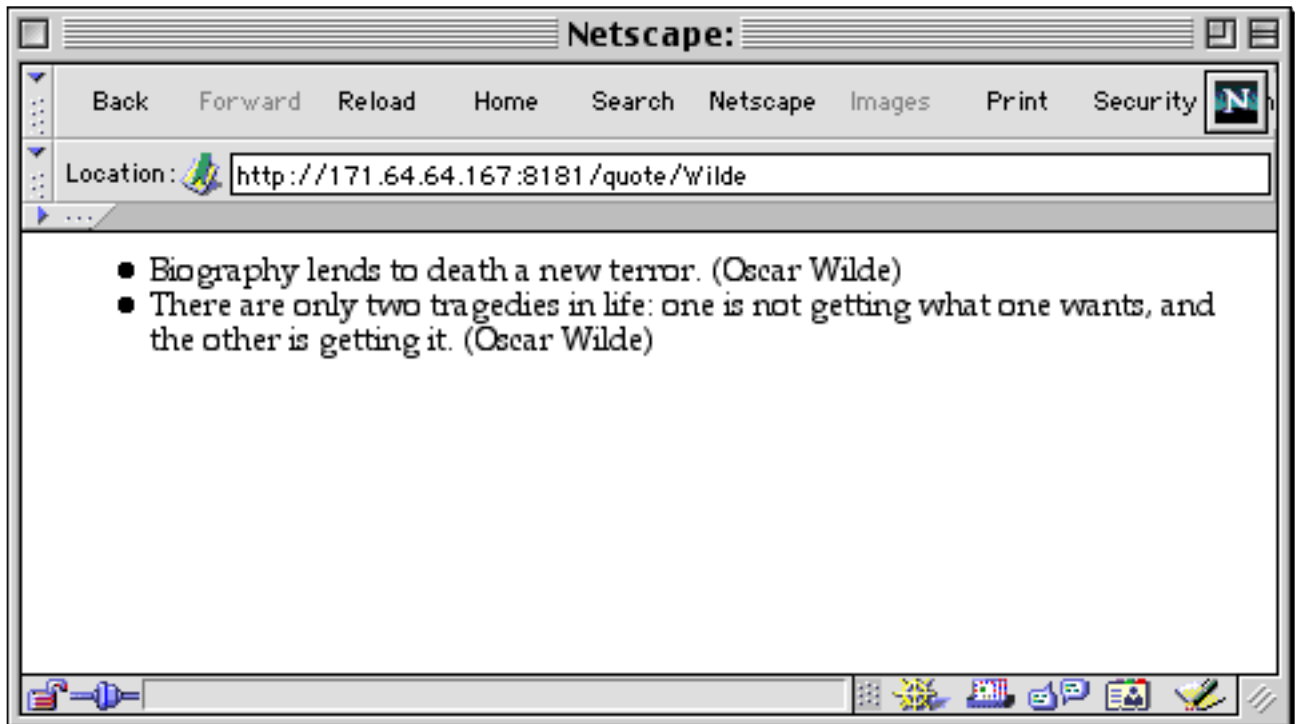 Netscape:
Back Forward Reload Home Search Netscape Images Print Security N
Location: http://171.64.64.167:8181/quote/Wilde
...
• Biography lends to death a new terror. (Oscar Wilde)
• There are only two tragedies in life: one is not getting what one wants, and
the other is getting it. (Oscar Wilde)